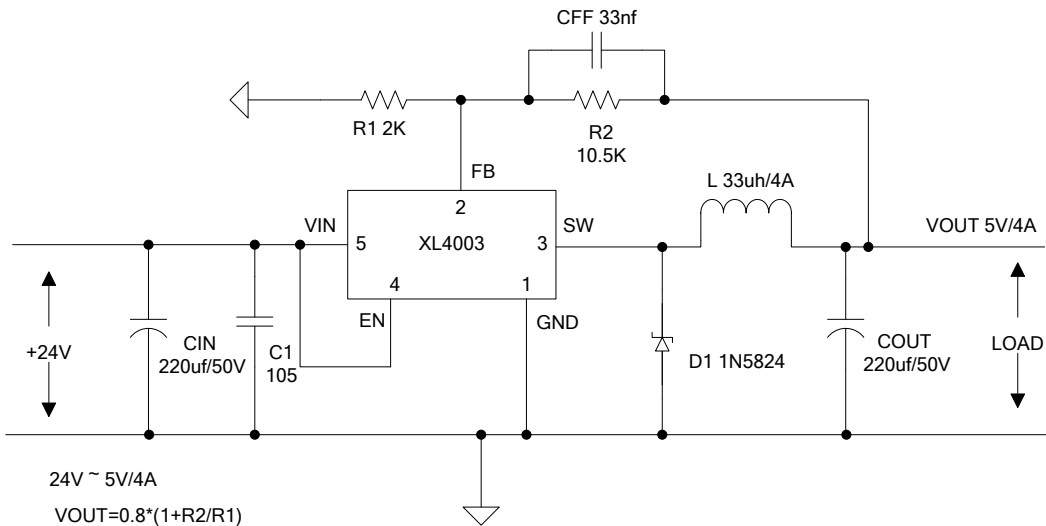 CFF 33nf
R1 2K
R2
10.5K
FB
L 33uh/4A
VIN
2
SW
VOUT 5V/4A
5
XL4003
3
4
1
EN
GND
+24V
CIN
220uf/50V
C1
105
D1 1N5824
COUT
220uf/50V
LOAD
24V ~ 5V/4A
VOUT=0.8*(1+R2/R1)